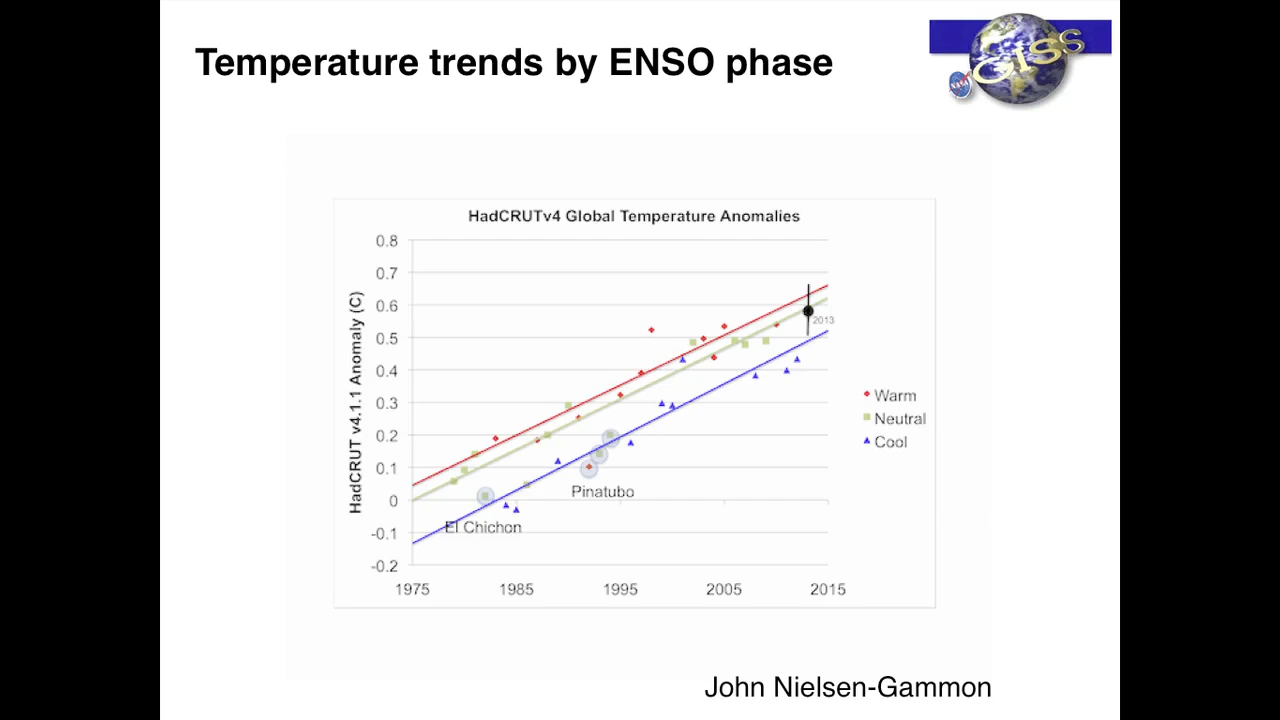 Temperature trends by ENSO phase
GISS
NASA
HadCRUTv4 Global Temperature Anomalies
HadCRUT v4.1.1 Anomaly (C)
0.8
0.7
0.6
0.5
0.4
0.3
0.2
0.1
0
-0.1
-0.2
2013
Warm
Neutral
Cool
Pinatubo
El Chichon
1975 1985 1995 2005 2015
John Nielsen-Gammon